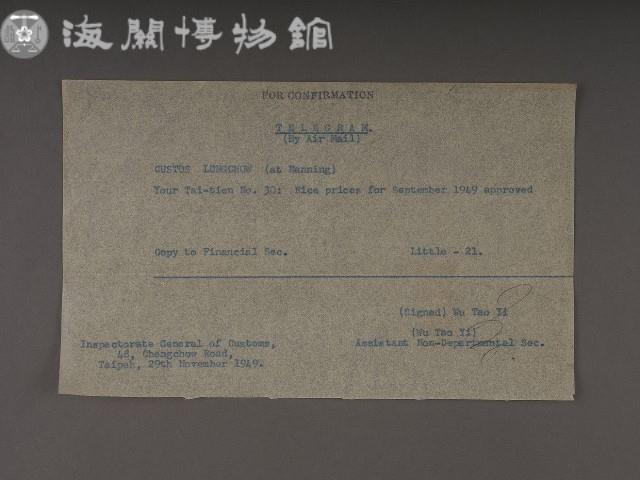 海關博物館
FOR CONFIRMATION
TELEGRAM.
(By Air Mail)
CUSTOS LUNGCHOW (at Nanning)
Your Tai-tien No. 30: Rice prices for September 1949 approved
Copy to Financial Sec. Little - 21.
(Signed) Wu Tao Yi
(Wu Tao Yi)
Assistant Non-Departmental Sec.
Inspectorate General of Customs,
48, Chengchow Road,
Taipeh, 29th November 1949.